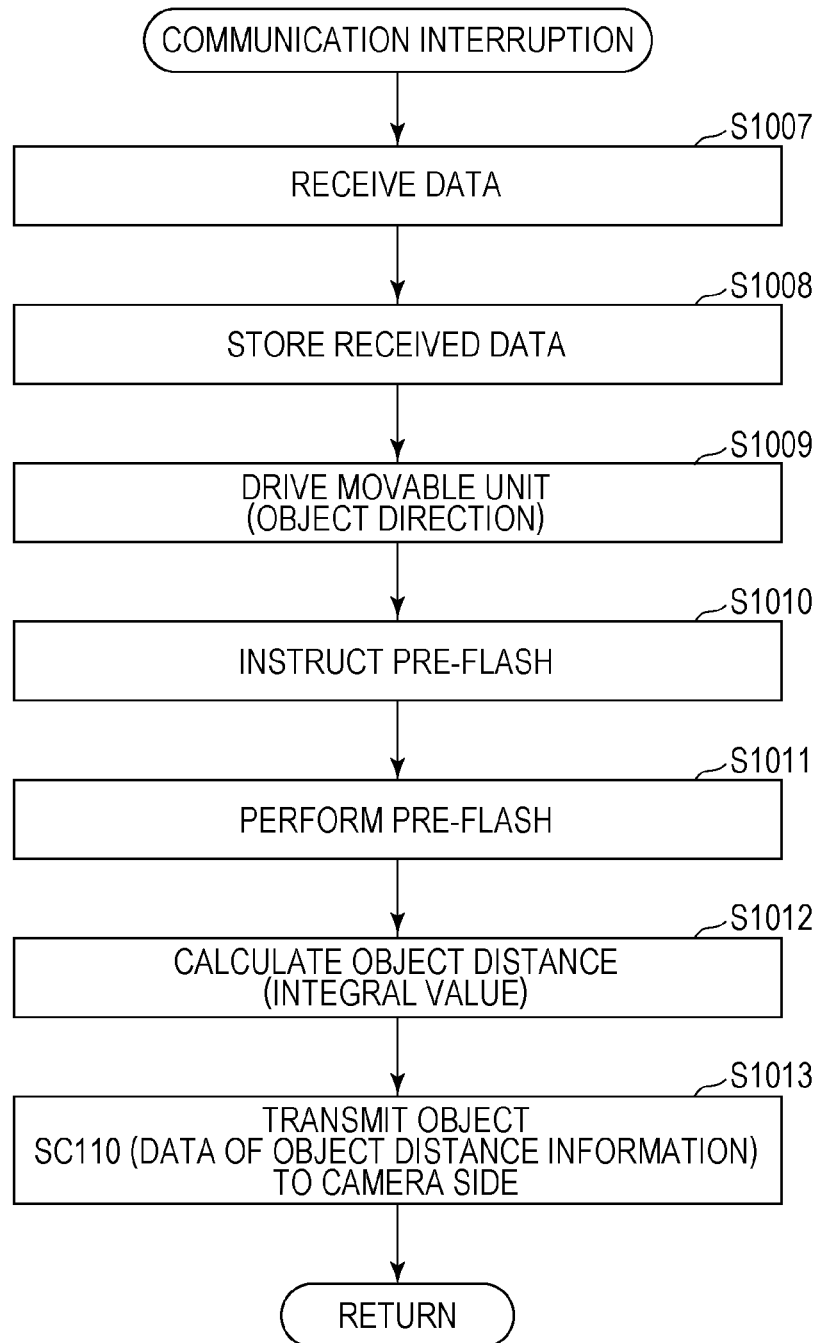 COMMUNICATION INTERRUPTION
S1007
RECEIVE DATA
S1008
STORE RECEIVED DATA
S1009
DRIVE MOVABLE UNIT
(OBJECT DIRECTION)
S1010
INSTRUCT PRE-FLASH
S1011
PERFORM PRE-FLASH
S1012
CALCULATE OBJECT DISTANCE
(INTEGRAL VALUE)
S1013
TRANSMIT OBJECT
SC110 (DATA OF OBJECT DISTANCE INFORMATION)
TO CAMERA SIDE
RETURN